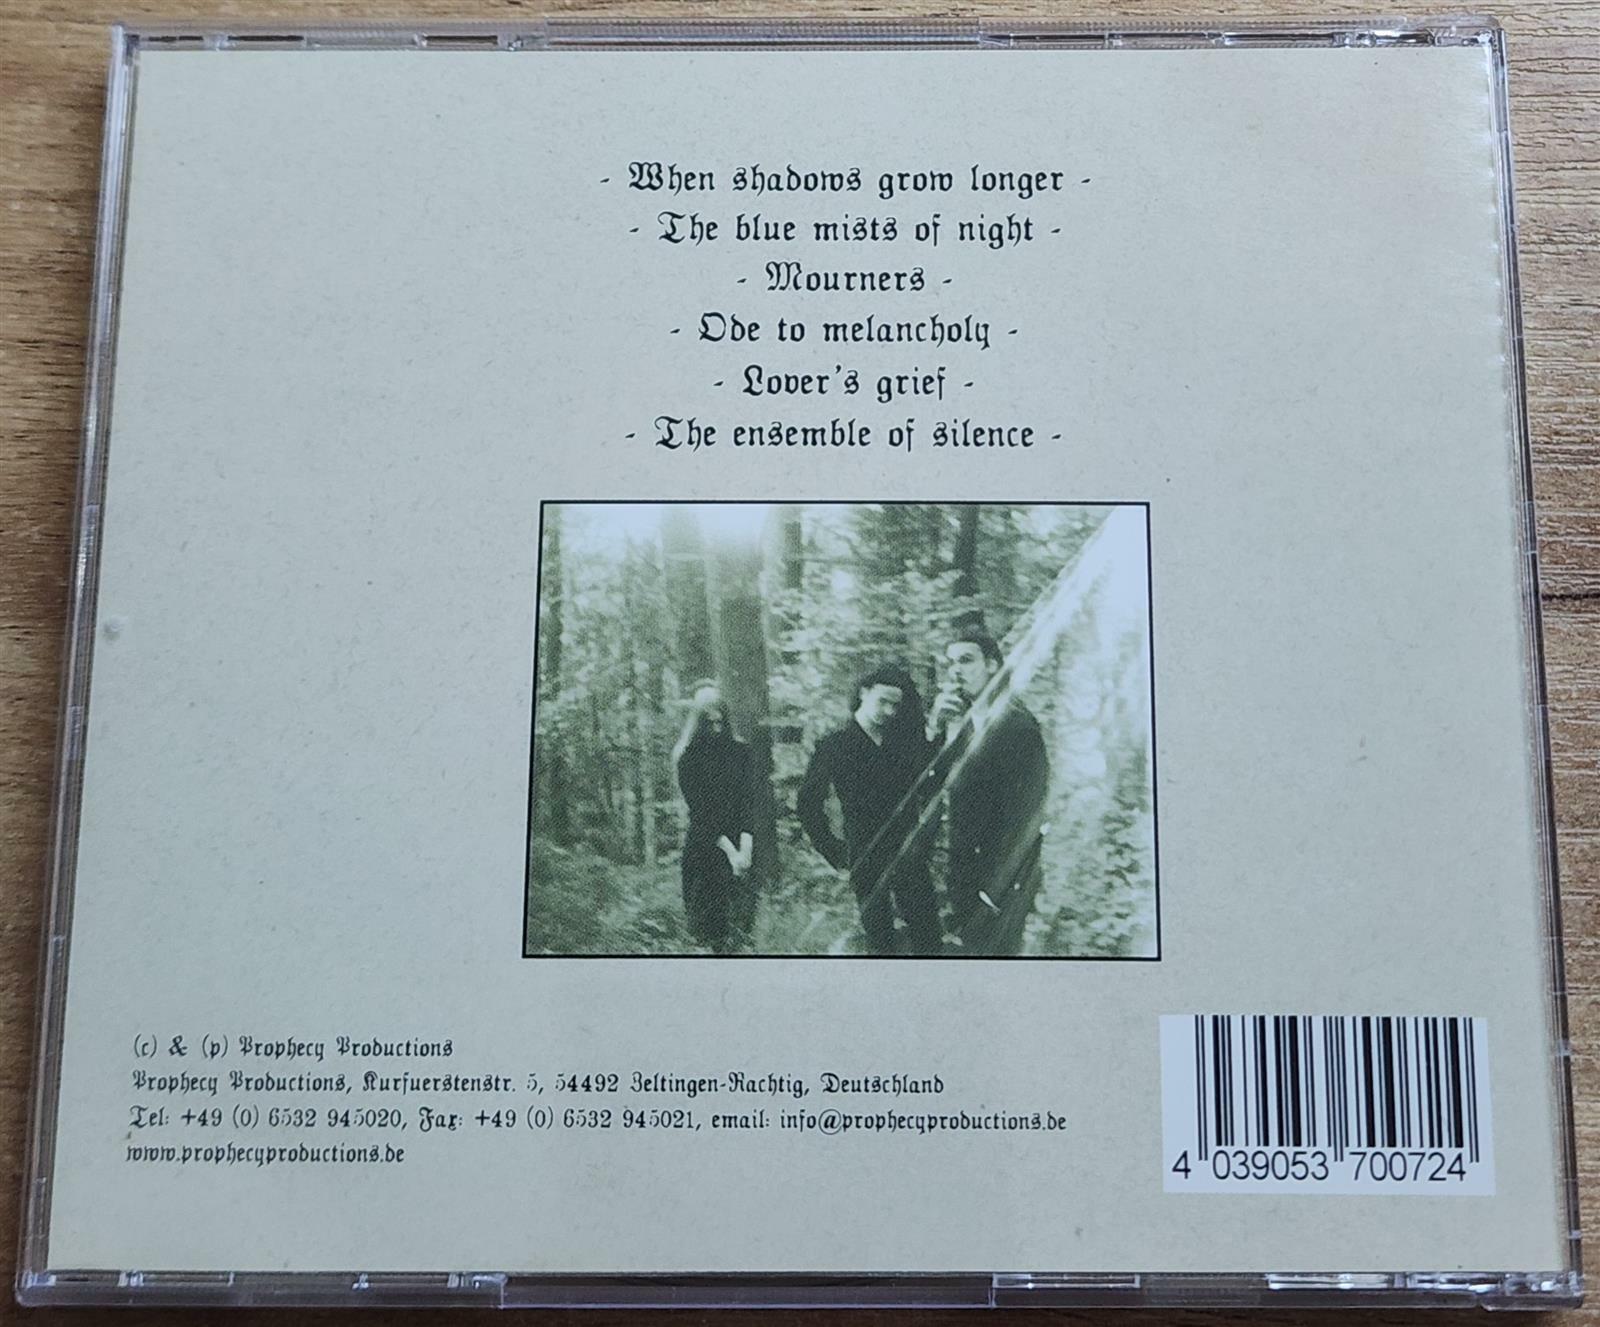 - When shadows grow longer -
- The blue mists of night -
- Mourners -
- Ode to melancholy -
- Lover's grief -
- The ensemble of silence -
(c) & (p) Prophecy Productions
Prophecy Productions, Kurfuerstenstr. 5, 54492 Zeltingen-Rachtig, Deutschland
Tel: +49 (0) 6532 945020, Fax: +49 (0) 6532 945021, email: info@prophecyproductions.de
www.prophecyproductions.de
4 039053 700724